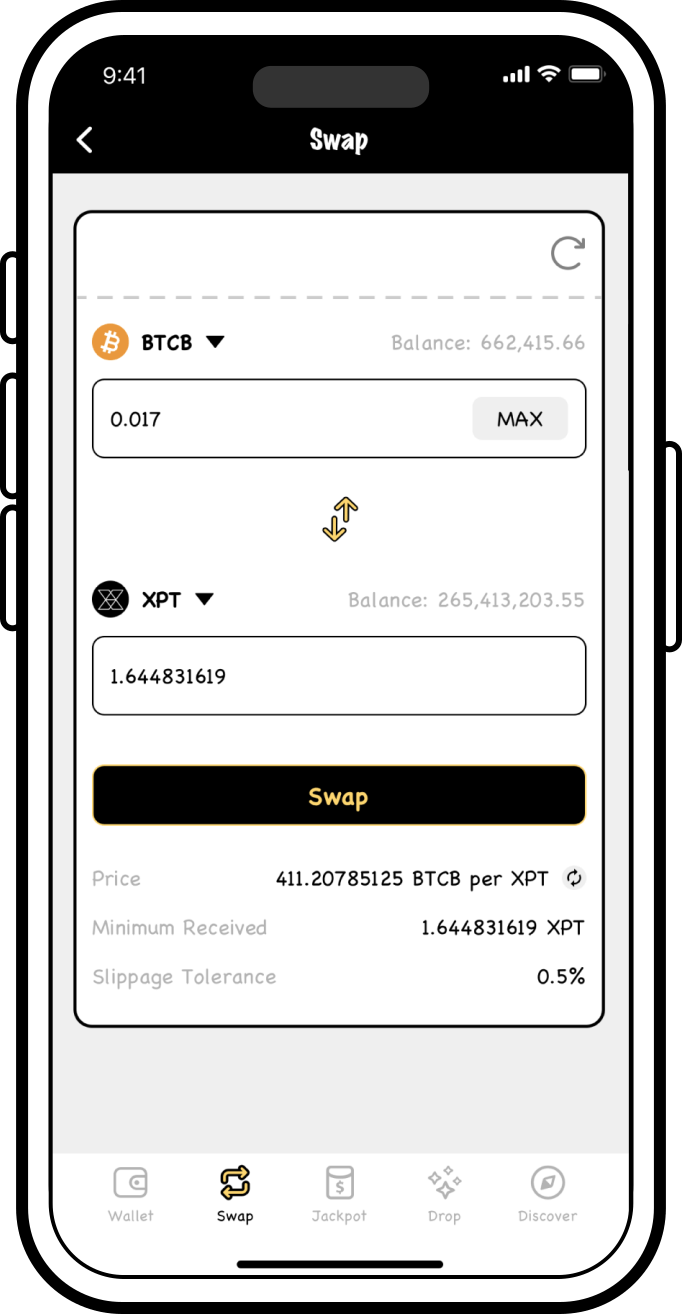 9:41
Swap
BTCB Balance: 662,415.66
0.017 MAX
XPT Balance: 265,413,203.55
1.644831619
Swap
Price 411.20785125 BTCB per XPT
Minimum Received 1.644831619 XPT
Slippage Tolerance 0.5%
Wallet Swap Jackpot Drop Discover